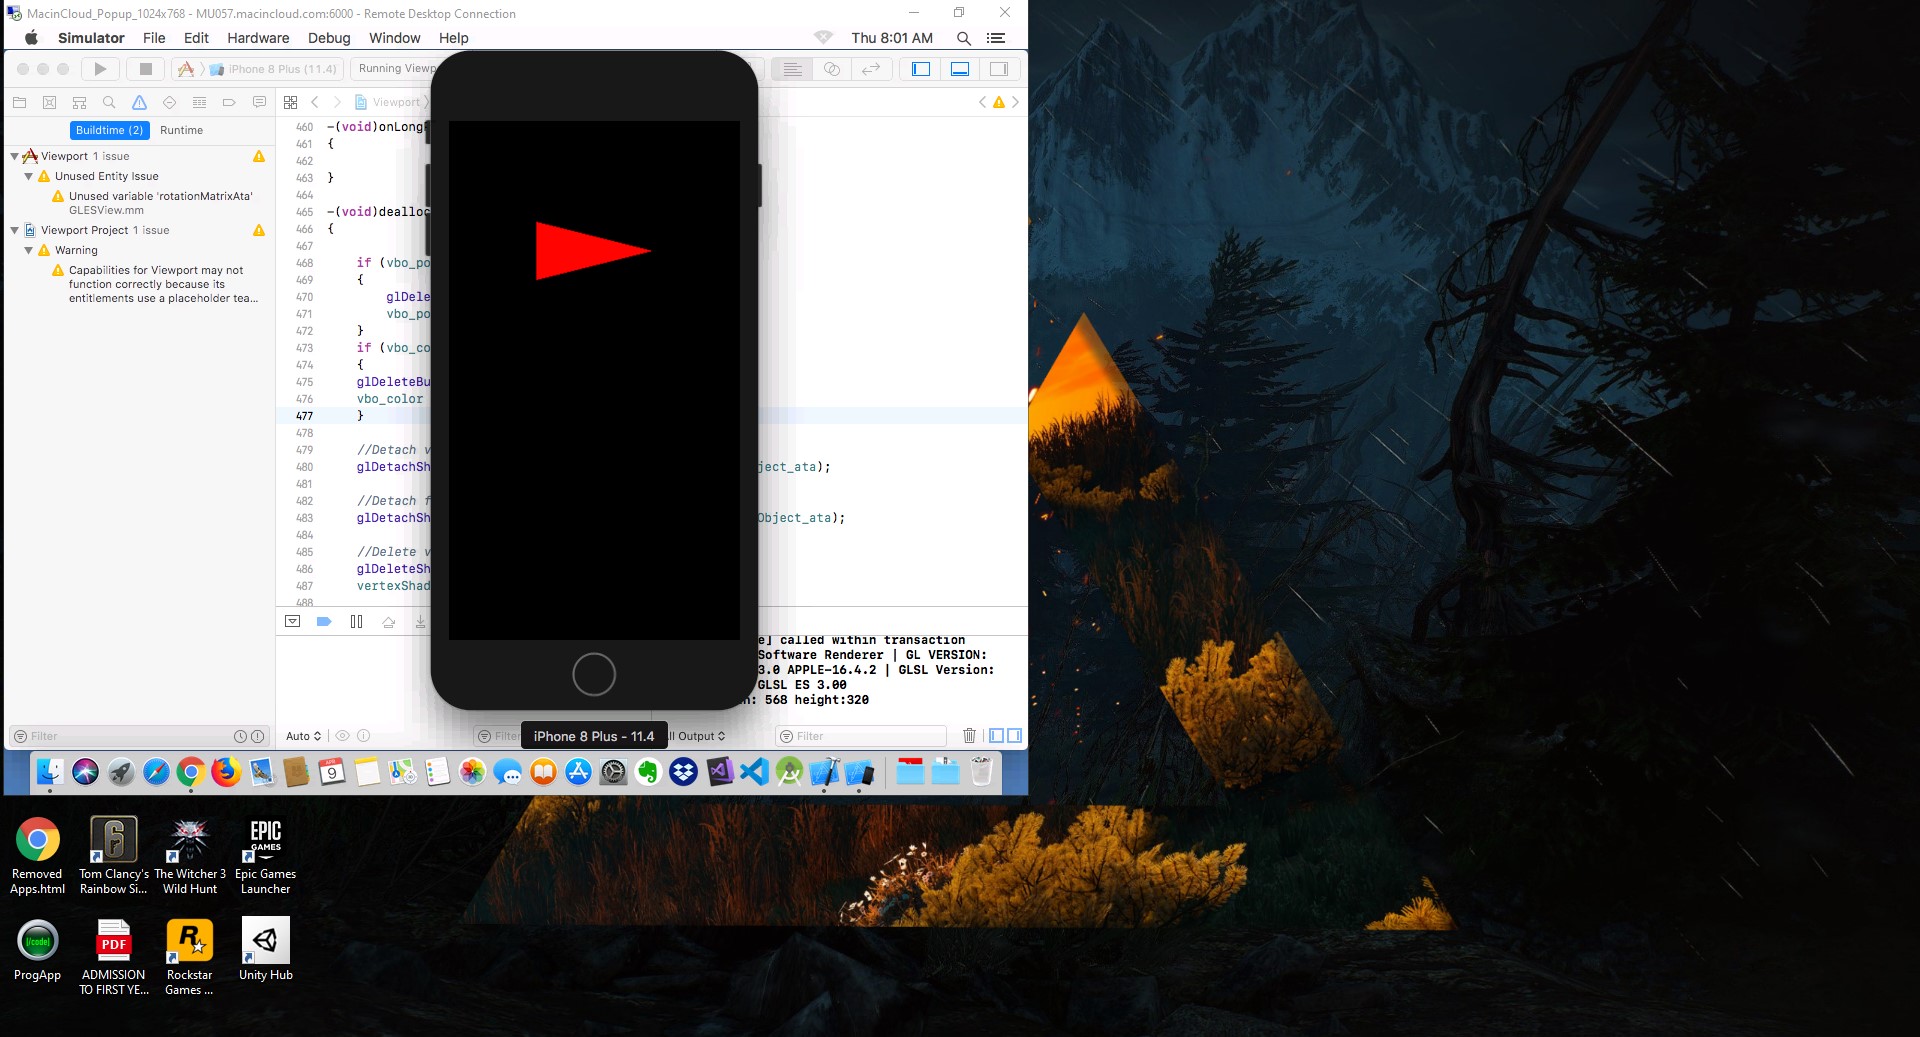 MacinCloud_Popup_1024x768 - MU057.macincloud.com:6000 - Remote Desktop Connection
Simulator File Edit Hardware Debug Window Help Thu 8:01 AM
iPhone 8 Plus (11.4) Running Viewp
Viewport
Buildtime (2) Runtime
Viewport 1 issue
Unused Entity Issue
Unused variable 'rotationMatrixAta'
GLESView.mm
Viewport Project 1 issue
Warning
Capabilities for Viewport may not
function correctly because its
entitlements use a placeholder tea...
460 -(void)onLong
461 {
462
463 }
464
465 -(void)dealloc
466 {
467
468 if (vbo_po
469 {
470 glDele
471 vbo_po
472 }
473 if (vbo_co
474 {
475 glDeleteBu
476 vbo_color
477 }
478
479 //Detach v
480 glDetachSh ject_ata);
481
482 //Detach f
483 glDetachSh Object_ata);
484
485 //Delete v
486 glDeleteSh
487 vertexShad
488
e] called within transaction
Software Renderer | GL VERSION:
3.0 APPLE-16.4.2 | GLSL Version:
GLSL ES 3.00
: 568 height:320
Filter Auto Filter iPhone 8 Plus - 11.4 ll Output Filter
APR
9
EPIC
GAMES
Removed
Apps.html
Tom Clancy's
Rainbow Si...
The Witcher 3
Wild Hunt
Epic Games
Launcher
{/code}
PDF
R
ProgApp
ADMISSION
TO FIRST YE...
Rockstar
Games ...
Unity Hub